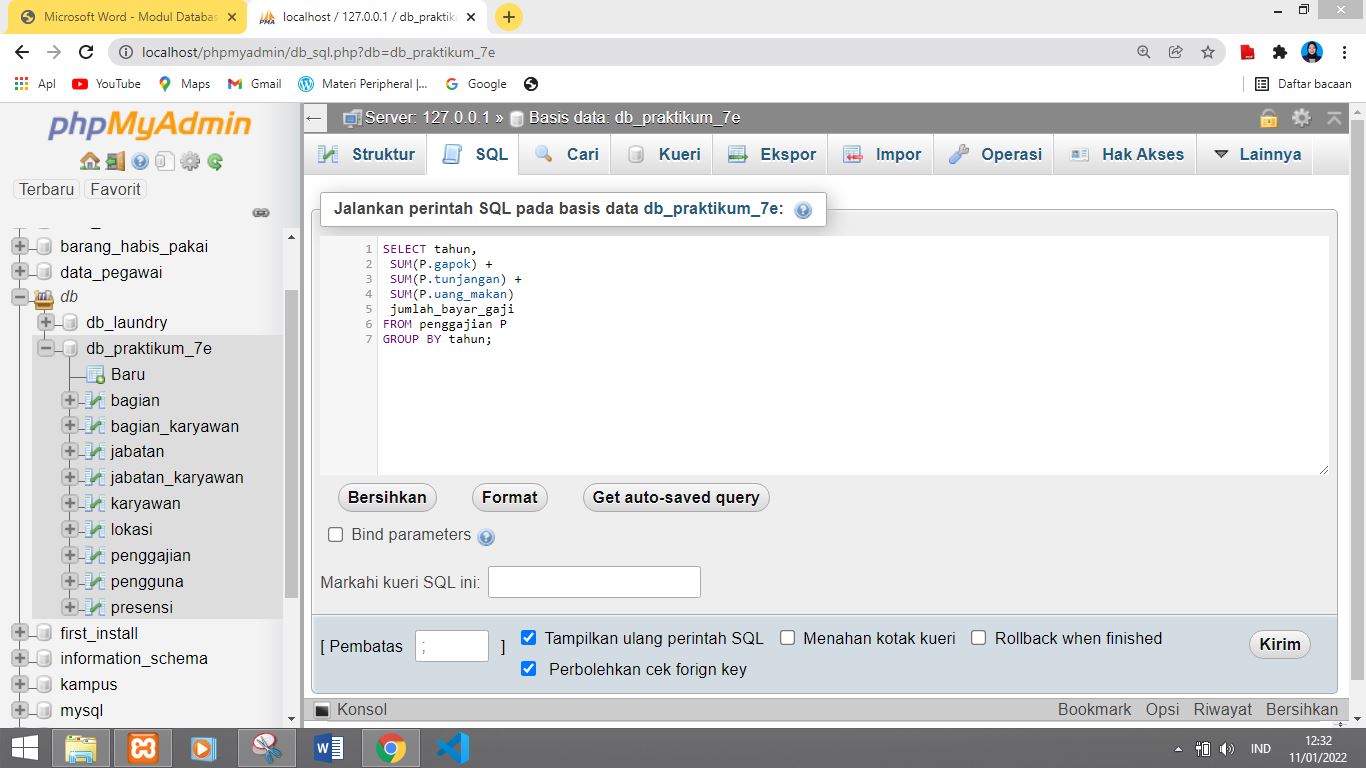 Microsoft Word - Modul Databas
localhost / 127.0.0.1 / db_praktik
localhost/phpmyadmin/db_sql.php?db=db_praktikum_7e
Apl
YouTube
Maps
Gmail
Materi Peripheral |...
Google
Daftar bacaan
phpMyAdmin
Terbaru
Favorit
barang_habis_pakai
data_pegawai
db
db_laundry
db_praktikum_7e
Baru
bagian
bagian_karyawan
jabatan
jabatan_karyawan
karyawan
lokasi
penggajian
pengguna
presensi
first_install
information_schema
kampus
mysql
Server: 127.0.0.1 » Basis data: db_praktikum_7e
Struktur
SQL
Cari
Kueri
Ekspor
Impor
Operasi
Hak Akses
Lainnya
Jalankan perintah SQL pada basis data db_praktikum_7e:
1 SELECT tahun,
2 SUM(P.gapok) +
3 SUM(P.tunjangan) +
4 SUM(P.uang_makan)
5 jumlah_bayar_gaji
6 FROM penggajian P
7 GROUP BY tahun;
Bersihkan
Format
Get auto-saved query
Bind parameters
Markahi kueri SQL ini:
[ Pembatas ; ]
Tampilkan ulang perintah SQL
Menahan kotak kueri
Rollback when finished
Perbolehkan cek forign key
Kirim
Konsol
Bookmark Opsi Riwayat Bersihkan
IND
12:32
11/01/2022